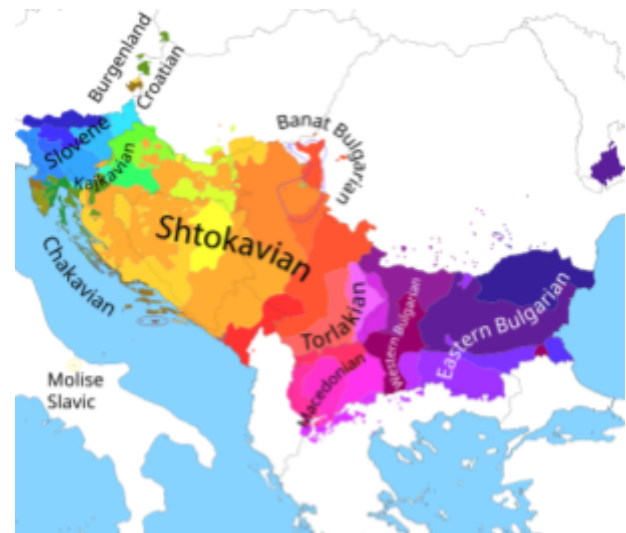 Burgenland
Croatian
Slovene
Kajkavian
Banat Bulgarian
Shtokavian
Chakavian
Torlakian
Western Bulgarian
Eastern Bulgarian
Macedonian
Molise
Slavic